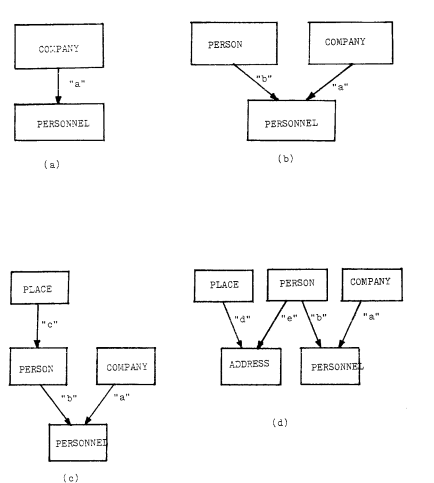 COMPANY
"a"
PERSONNEL
(a)
PERSON
COMPANY
"b"
"a"
PERSONNEL
(b)
PLACE
"c"
PERSON
COMPANY
"b"
"a"
PERSONNEL
(c)
PLACE
PERSON
COMPANY
"d"
"e"
"b"
"a"
ADDRESS
PERSONNEL
(d)